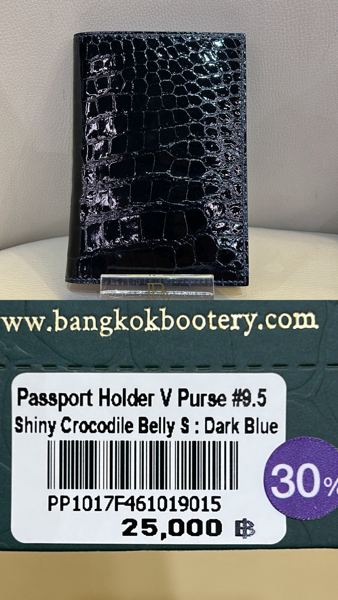 www.bangkokbootery.com
Passport Holder V Purse #9.5
Shiny Crocodile Belly S : Dark Blue
PP1017F461019015
25,000 ฿
30%